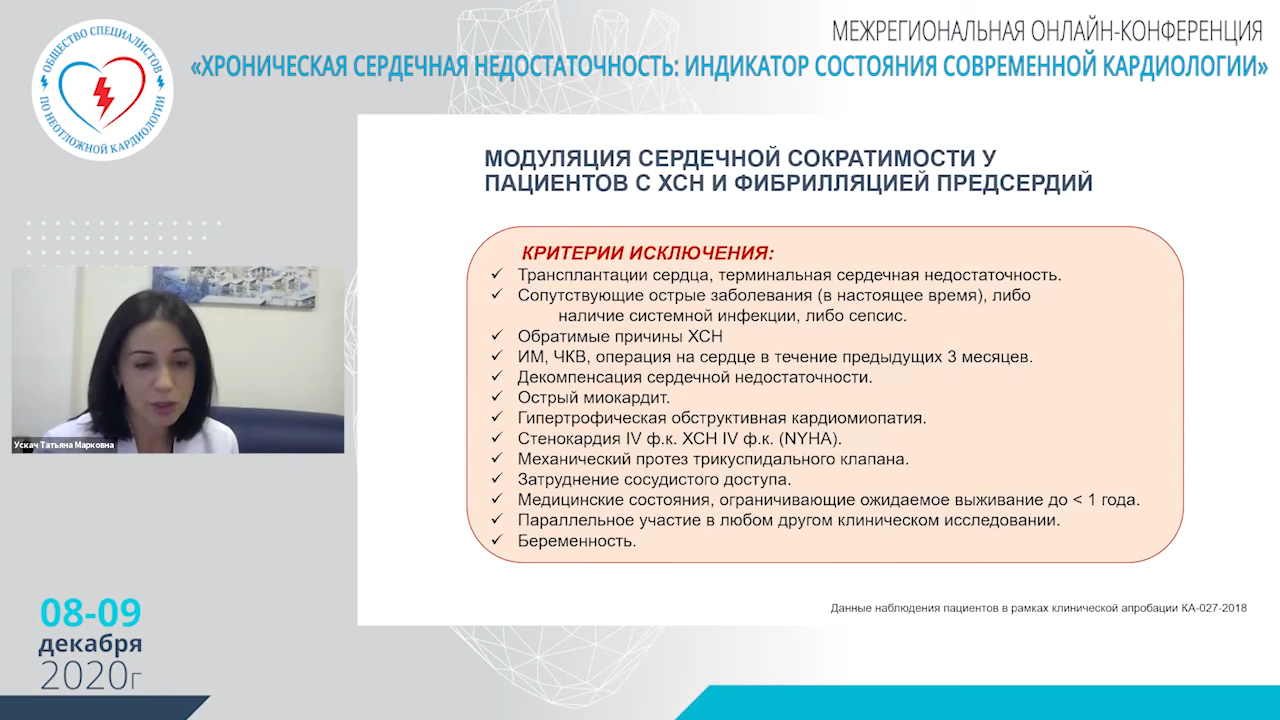 ОБЩЕСТВО СПЕЦИАЛИСТОВ
ПО НЕОТЛОЖНОЙ КАРДИОЛОГИИ
МЕЖРЕГИОНАЛЬНАЯ ОНЛАЙН-КОНФЕРЕНЦИЯ
«ХРОНИЧЕСКАЯ СЕРДЕЧНАЯ НЕДОСТАТОЧНОСТЬ: ИНДИКАТОР СОСТОЯНИЯ СОВРЕМЕННОЙ КАРДИОЛОГИИ»
МОДУЛЯЦИЯ СЕРДЕЧНОЙ СОКРАТИМОСТИ У
ПАЦИЕНТОВ С ХСН И ФИБРИЛЛЯЦИЕЙ ПРЕДСЕРДИЙ
КРИТЕРИИ ИСКЛЮЧЕНИЯ:
✓ Трансплантации сердца, терминальная сердечная недостаточность.
✓ Сопутствующие острые заболевания (в настоящее время), либо
наличие системной инфекции, либо сепсис.
✓ Обратимые причины ХСН
✓ ИМ, ЧКВ, операция на сердце в течение предыдущих 3 месяцев.
✓ Декомпенсация сердечной недостаточности.
✓ Острый миокардит.
✓ Гипертрофическая обструктивная кардиомиопатия.
✓ Стенокардия IV ф.к. ХСН IV ф.к. (NYHA).
✓ Механический протез трикуспидального клапана.
✓ Затруднение сосудистого доступа.
✓ Медицинские состояния, ограничивающие ожидаемое выживание до < 1 года.
✓ Параллельное участие в любом другом клиническом исследовании.
✓ Беременность.
Данные наблюдения пациентов в рамках клинической апробации КА-027-2018
Ускач Татьяна Марковна
08-09
декабря
2020г